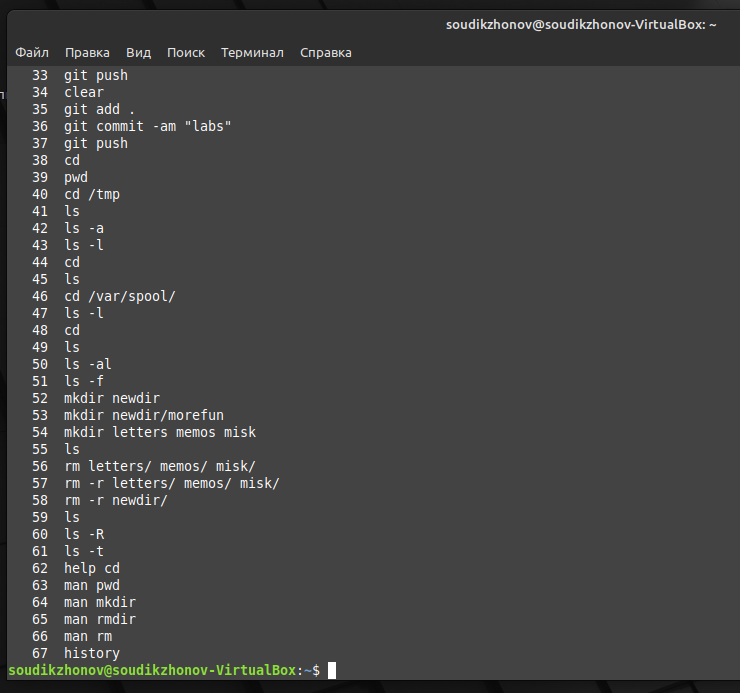 soudikzhonov@soudikzhonov-VirtualBox: ~
Файл Правка Вид Поиск Терминал Справка
33 git push
34 clear
35 git add .
36 git commit -am "labs"
37 git push
38 cd
39 pwd
40 cd /tmp
41 ls
42 ls -a
43 ls -l
44 cd
45 ls
46 cd /var/spool/
47 ls -l
48 cd
49 ls
50 ls -al
51 ls -f
52 mkdir newdir
53 mkdir newdir/morefun
54 mkdir letters memos misk
55 ls
56 rm letters/ memos/ misk/
57 rm -r letters/ memos/ misk/
58 rm -r newdir/
59 ls
60 ls -R
61 ls -t
62 help cd
63 man pwd
64 man mkdir
65 man rmdir
66 man rm
67 history
soudikzhonov@soudikzhonov-VirtualBox:~$